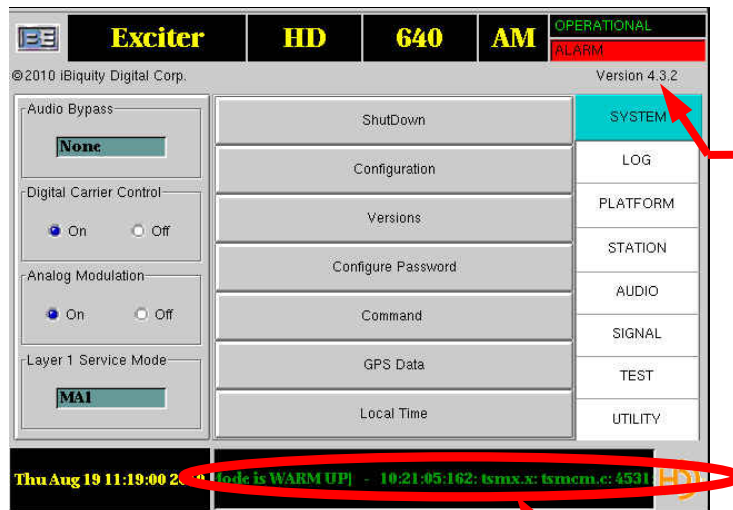 BE Exciter HD 640 AM OPERATIONAL
ALARM
©2010 iBiquity Digital Corp.
Version 4.3.2
Audio Bypass
None
Digital Carrier Control
On Off
Analog Modulation
On Off
Layer 1 Service Mode
MA1
ShutDown
Configuration
Versions
Configure Password
Command
GPS Data
Local Time
SYSTEM
LOG
PLATFORM
STATION
AUDIO
SIGNAL
TEST
UTILITY
Thu Aug 19 11:19:00
is WARM UP] - 10:21:05:162: tsmx.x: tsmcm.c: 4531
HD